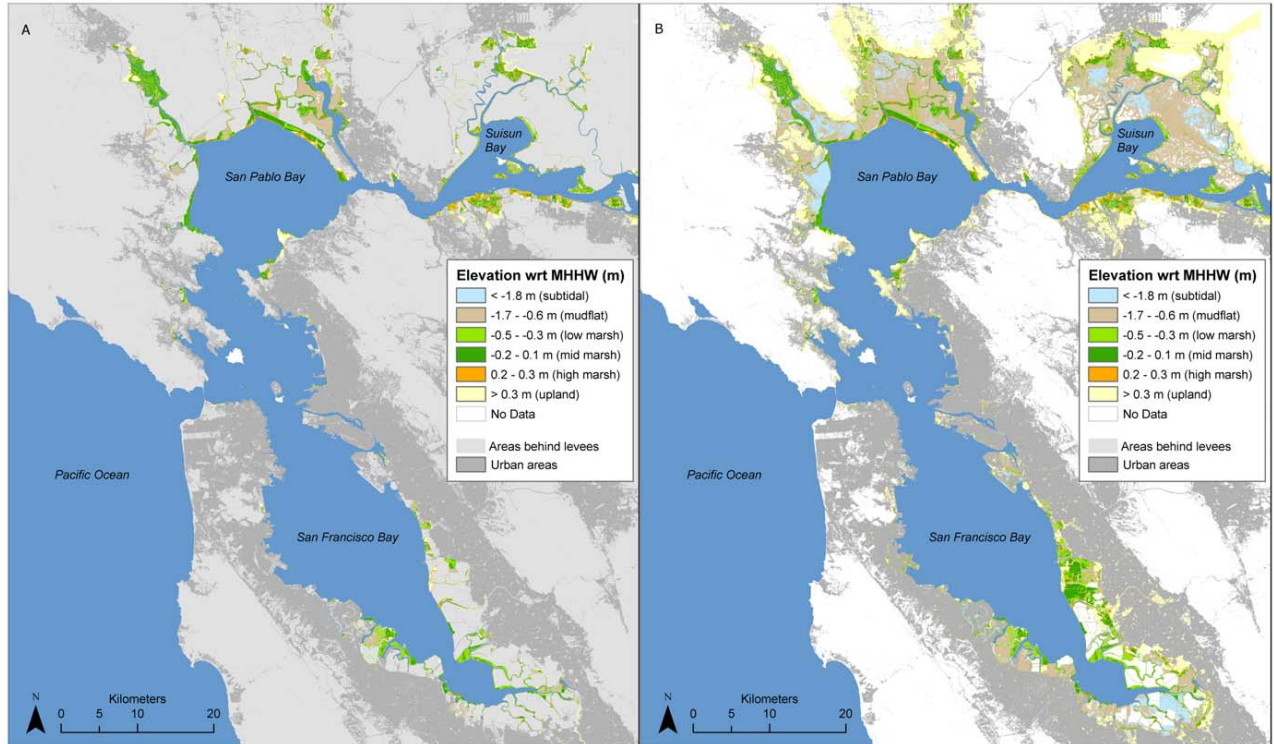 A
San Pablo Bay
Suisun
Bay
Elevation wrt MHHW (m)
< -1.8 m (subtidal)
-1.7 - -0.6 m (mudflat)
-0.5 - -0.3 m (low marsh)
-0.2 - 0.1 m (mid marsh)
0.2 - 0.3 m (high marsh)
> 0.3 m (upland)
No Data
Areas behind levees
Urban areas
Pacific Ocean
San Francisco Bay
N
Kilometers
0 5 10 20
B
San Pablo Bay
Suisun
Bay
Elevation wrt MHHW (m)
< -1.8 m (subtidal)
-1.7 - -0.6 m (mudflat)
-0.5 - -0.3 m (low marsh)
-0.2 - 0.1 m (mid marsh)
0.2 - 0.3 m (high marsh)
> 0.3 m (upland)
No Data
Areas behind levees
Urban areas
Pacific Ocean
San Francisco Bay
N
Kilometers
0 5 10 20